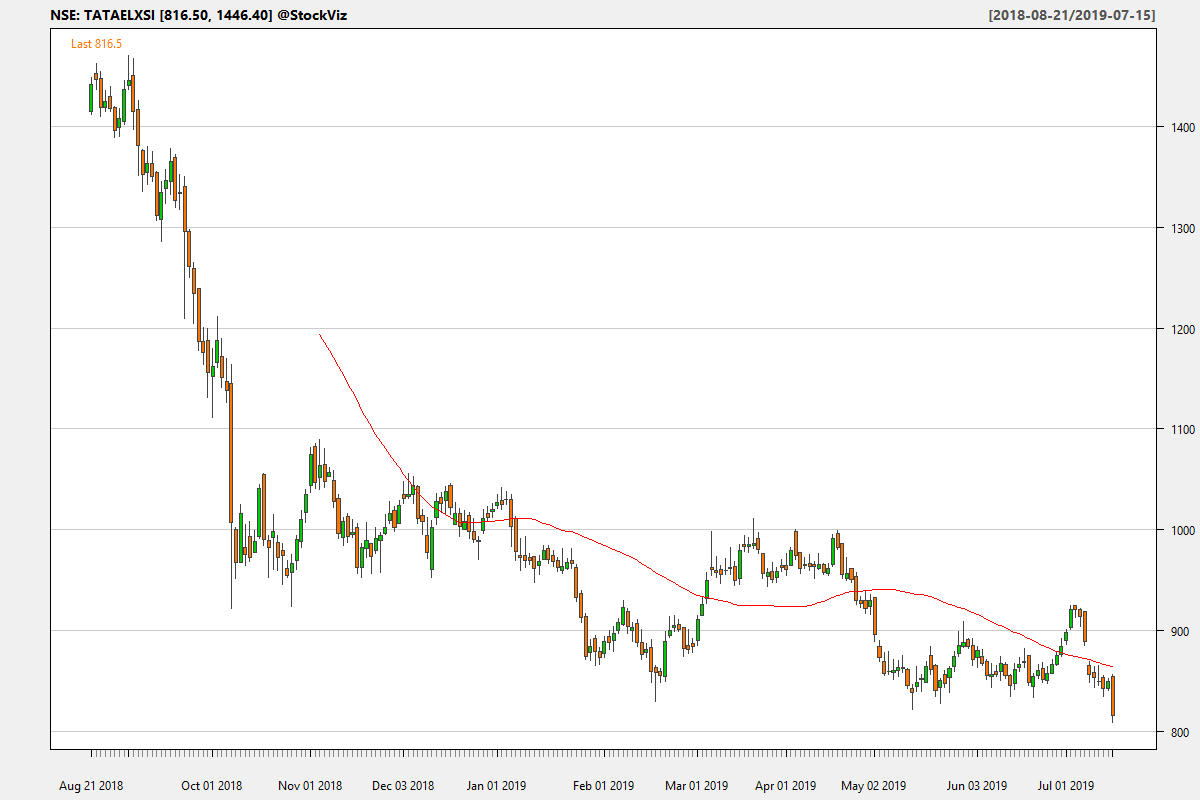 NSE: TATAELXSI [816.50, 1446.40] @StockViz
[2018-08-21/2019-07-15]
Last 816.5
1400
1300
1200
1100
1000
900
800
Aug 21 2018
Oct 01 2018
Nov 01 2018
Dec 03 2018
Jan 01 2019
Feb 01 2019
Mar 01 2019
Apr 01 2019
May 02 2019
Jun 03 2019
Jul 01 2019